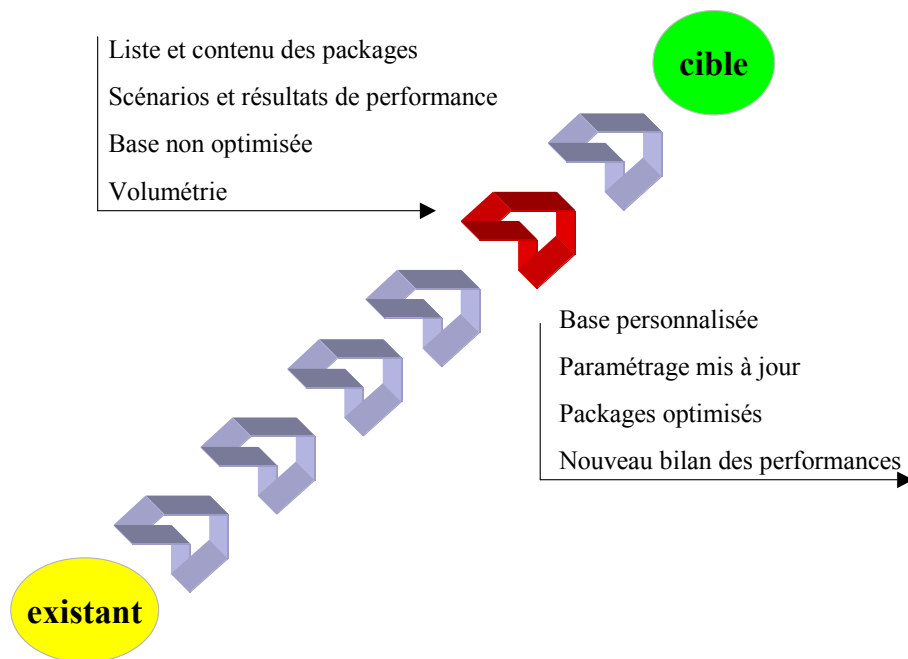 Liste et contenu des packages
cible
Scénarios et résultats de performance
Base non optimisée
Volumétrie
Base personnalisée
Paramétrage mis à jour
Packages optimisés
Nouveau bilan des performances
existant